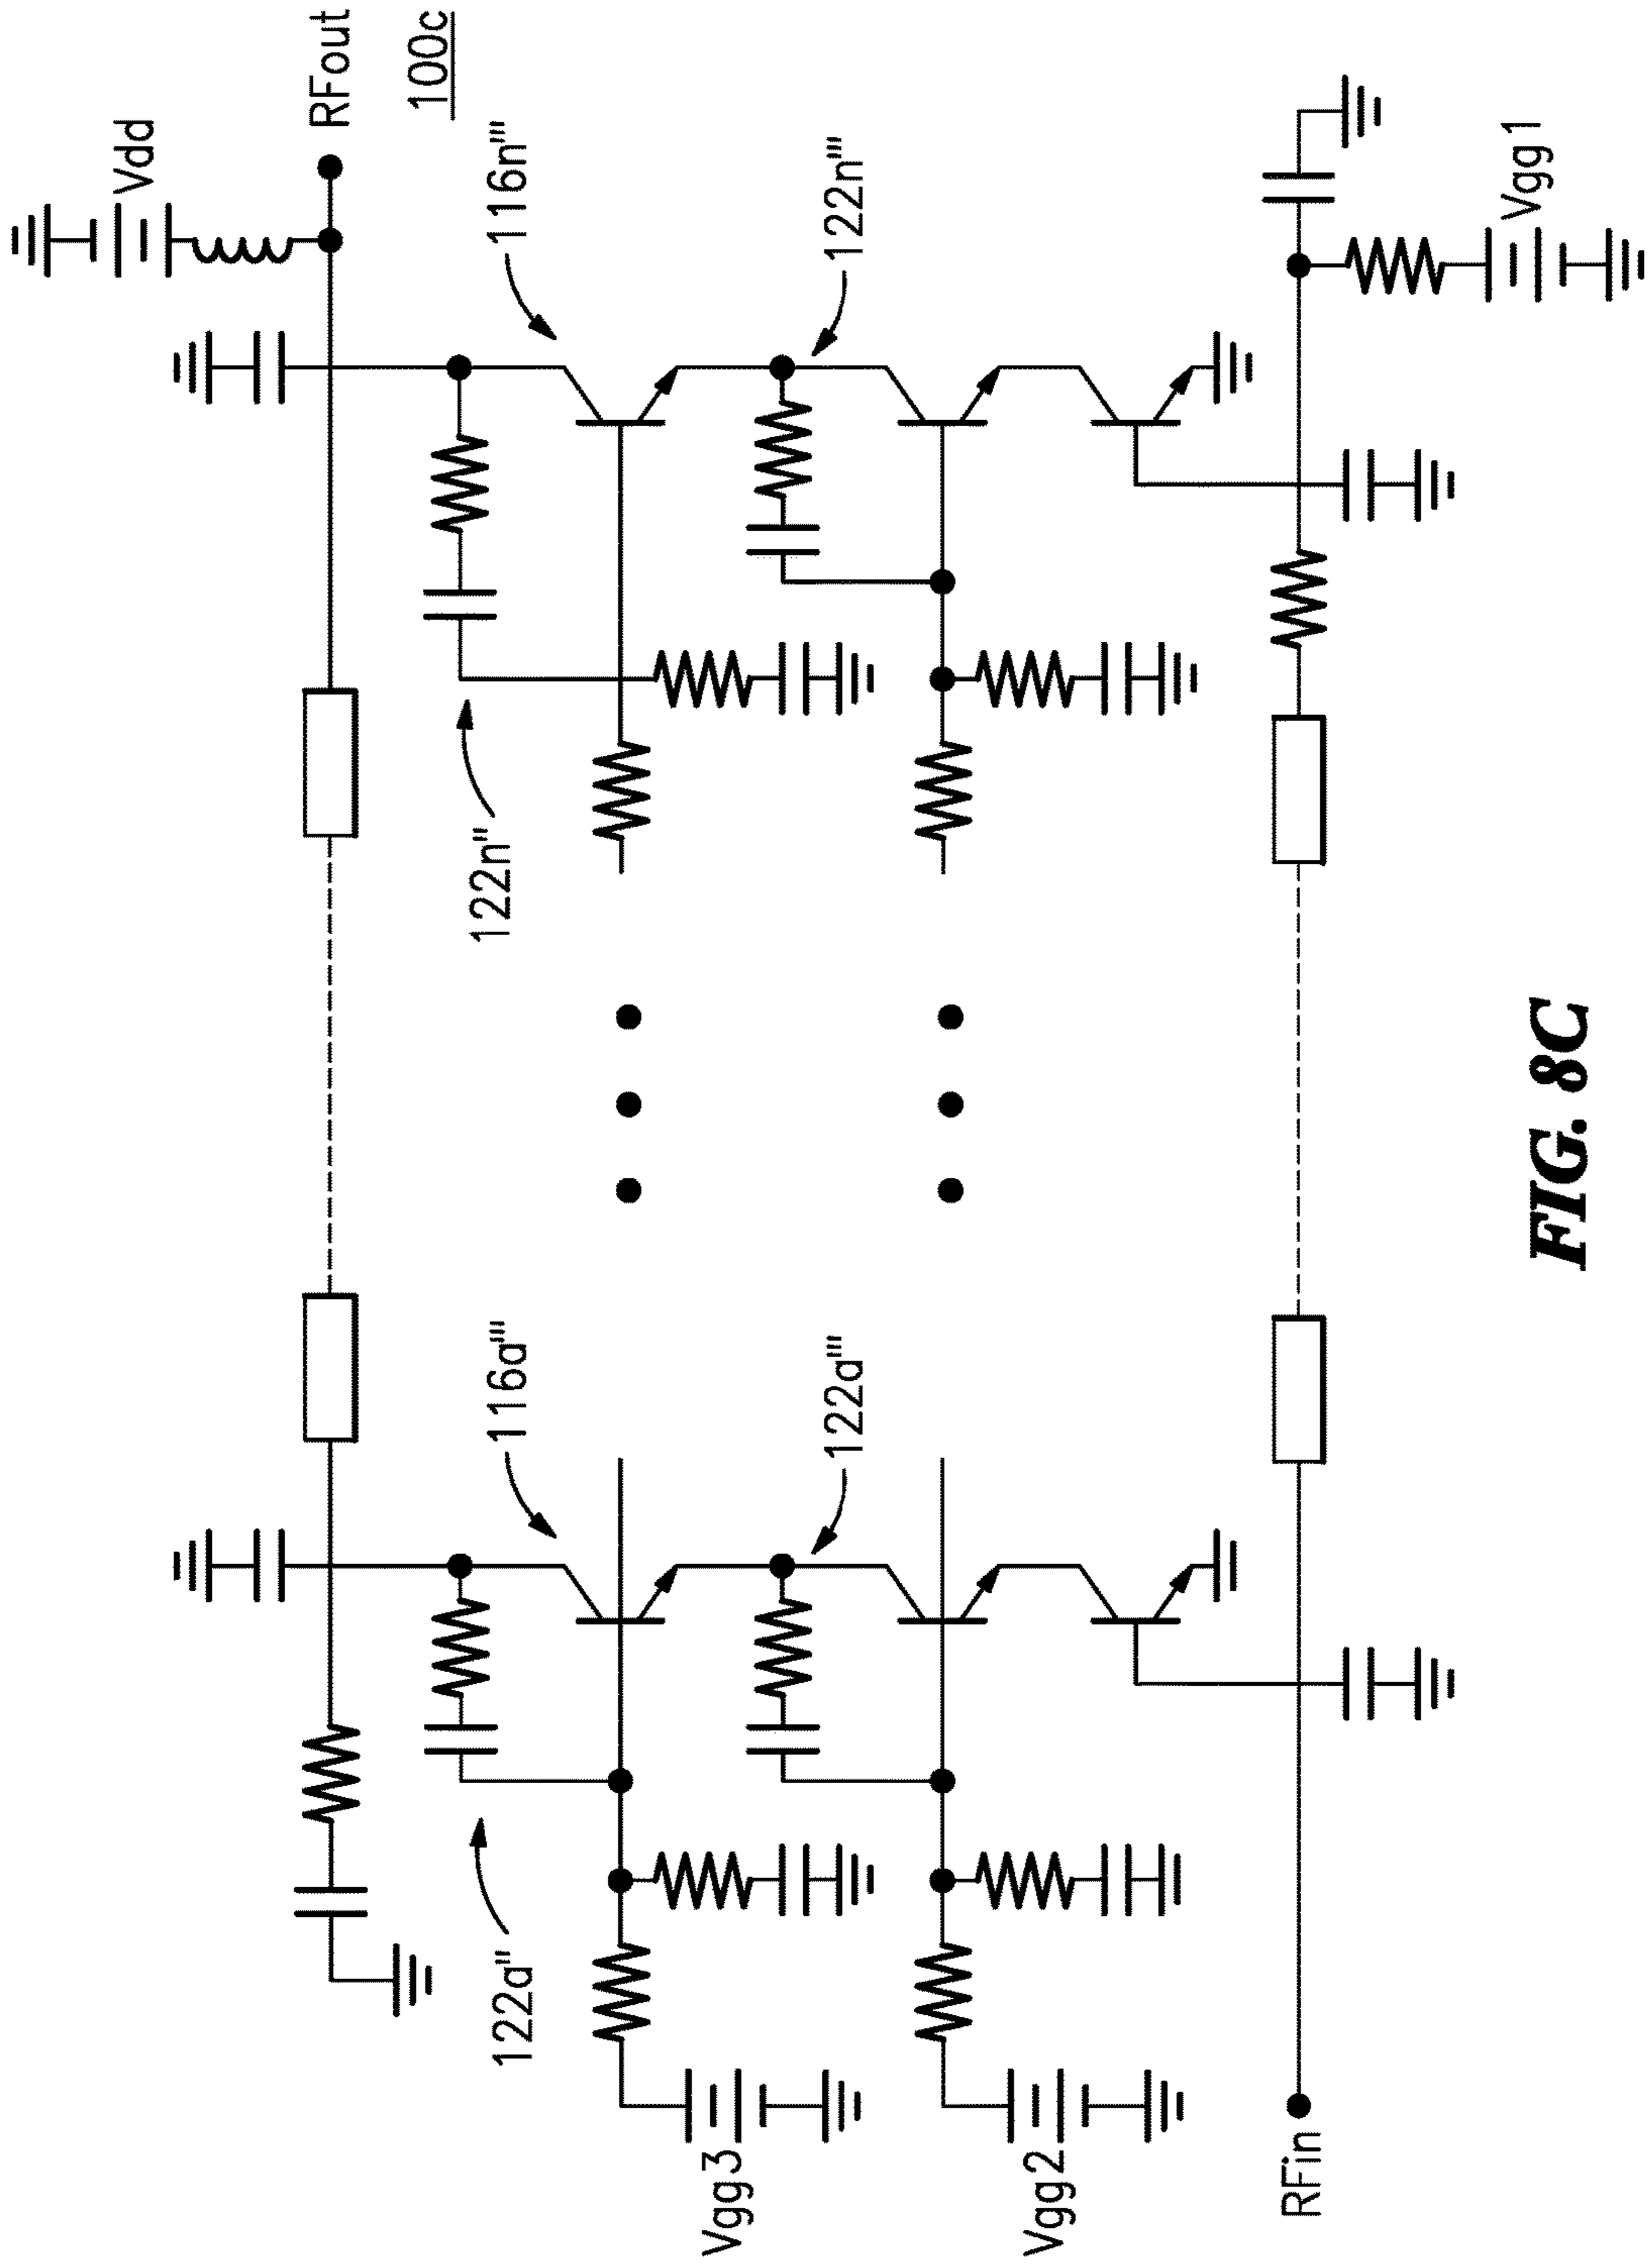 Vdd
RFout
100c
116a'''
116n'''
122a''
122n''
122a'''
122n'''
Vgg3
Vgg2
RFin
Vgg1
FIG. 8C